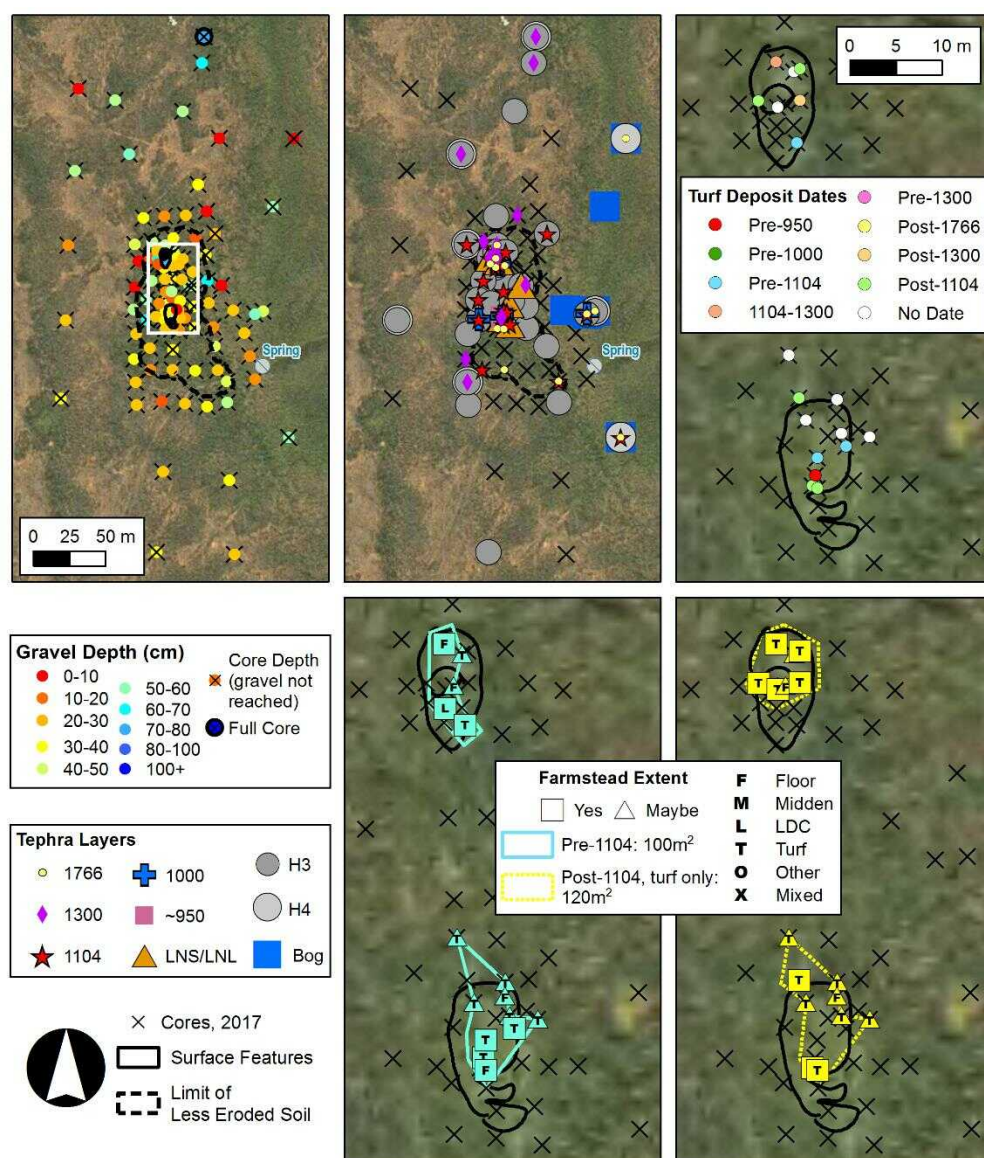 Spring
0 25 50 m
Spring
0 5 10 m
Turf Deposit Dates
Pre-950
Pre-1000
Pre-1104
1104-1300
Pre-1300
Post-1766
Post-1300
Post-1104
No Date
Gravel Depth (cm)
0-10
10-20
20-30
30-40
40-50
50-60
60-70
70-80
80-100
100+
Core Depth
(gravel not
reached)
Full Core
Tephra Layers
1766
1300
1104
1000
~950
LNS/LNL
H3
H4
Bog
Cores, 2017
Surface Features
Limit of
Less Eroded Soil
F
T
F
L
T
T
T
T
T
T
Farmstead Extent
Yes Maybe
Pre-1104: 100m²
Post-1104, turf only:
120m²
F Floor
M Midden
L LDC
T Turf
O Other
X Mixed
T
T
F
T
T
T
T
T
F
T
T
T
F
T
T
T
T